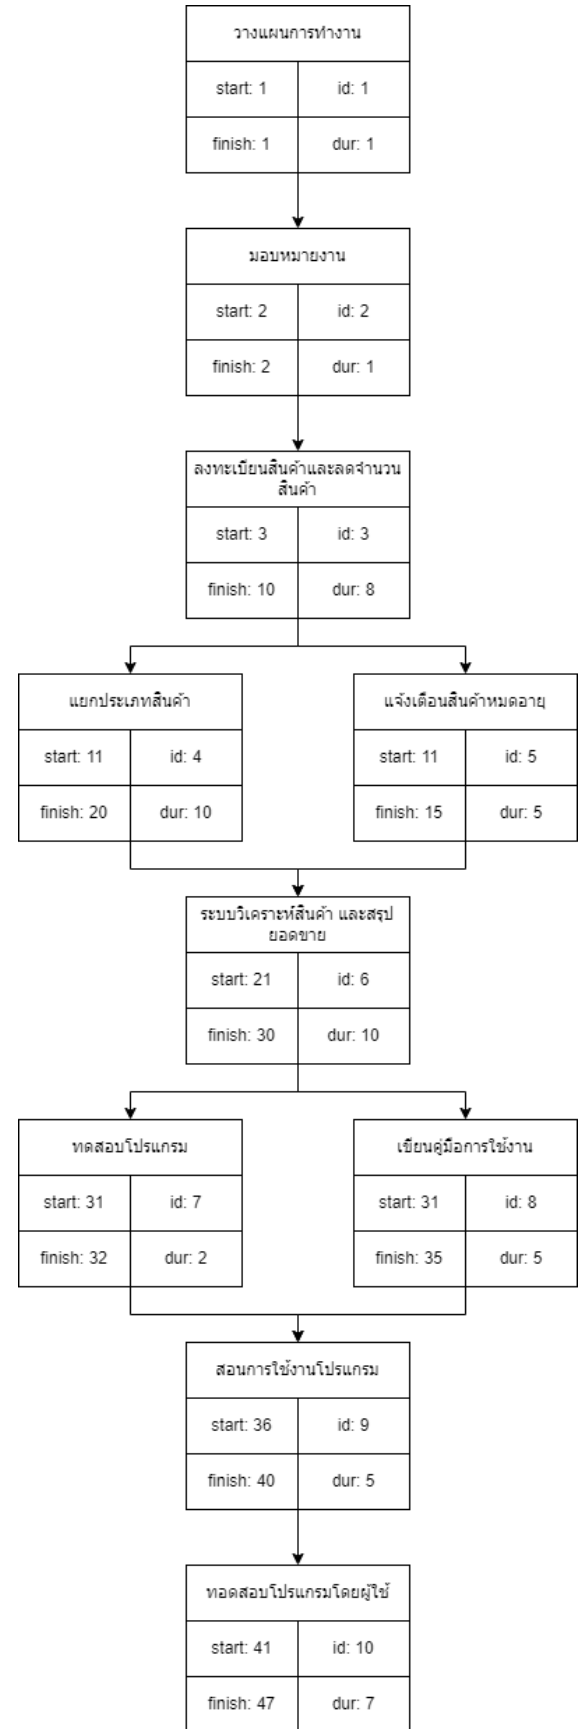 วางแผนการทำงาน
start: 1 id: 1
finish: 1 dur: 1
มอบหมายงาน
start: 2 id: 2
finish: 2 dur: 1
ลงทะเบียนสินค้าและลดจำนวน
สินค้า
start: 3 id: 3
finish: 10 dur: 8
แยกประเภทสินค้า แจ้งเตือนสินค้าหมดอายุ
start: 11 id: 4 start: 11 id: 5
finish: 20 dur: 10 finish: 15 dur: 5
ระบบวิเคราะห์สินค้า และสรุป
ยอดขาย
start: 21 id: 6
finish: 30 dur: 10
ทดสอบโปรแกรม เขียนคู่มือการใช้งาน
start: 31 id: 7 start: 31 id: 8
finish: 32 dur: 2 finish: 35 dur: 5
สอนการใช้งานโปรแกรม
start: 36 id: 9
finish: 40 dur: 5
ทอดสอบโปรแกรมโดยผู้ใช้
start: 41 id: 10
finish: 47 dur: 7